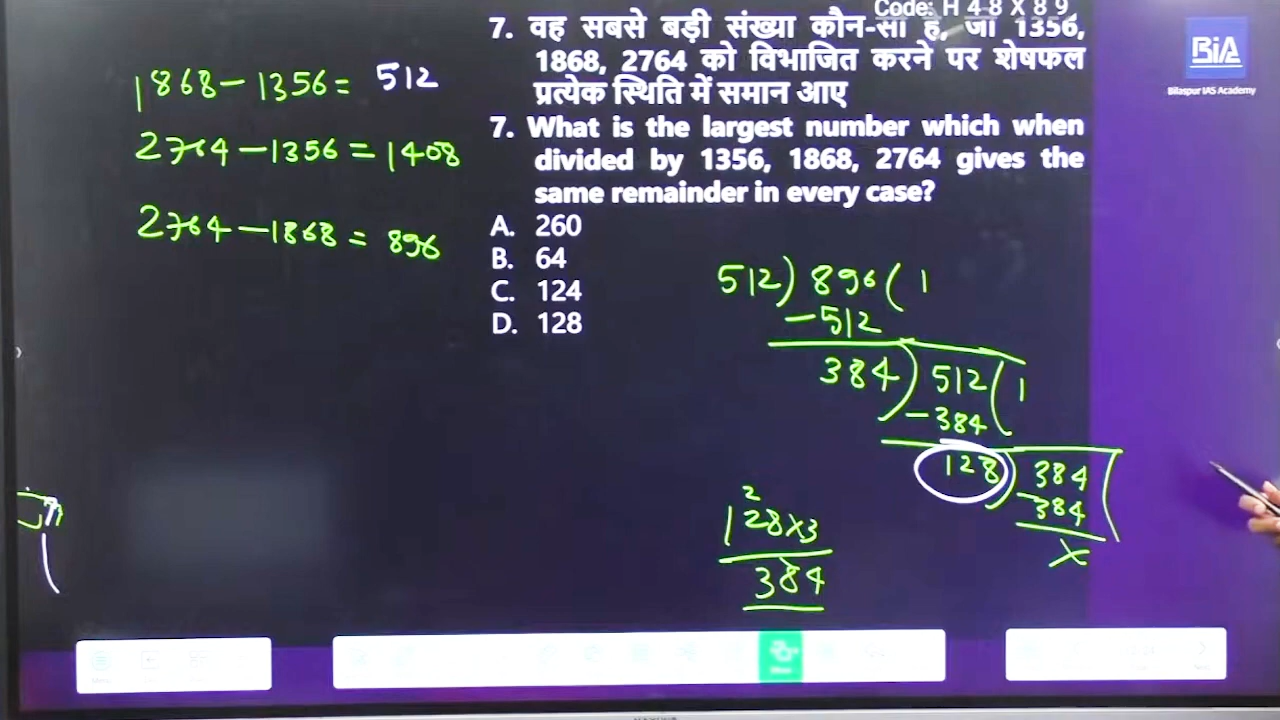 Code: H 4 8 X 8 9
7. वह सबसे बड़ी संख्या कौन-सी है, जो 1356,
1868, 2764 को विभाजित करने पर शेषफल
प्रत्येक स्थिति में समान आए
7. What is the largest number which when
divided by 1356, 1868, 2764 gives the
same remainder in every case?
A. 260
B. 64
C. 124
D. 128
BiA
Bilaspur IAS Academy
1868-1356= 512
2764-1356=1408
2764-1868= 896
512) 896( 1
-512
384) 512( 1
-384
128) 384(
-384
x
2
128x3
384